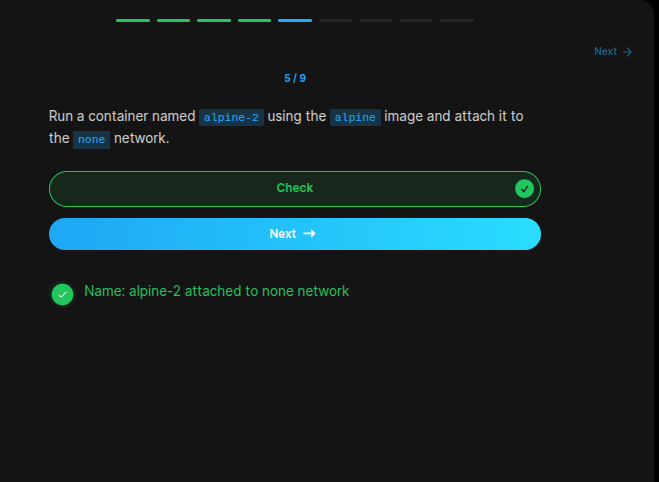 Next →
5 / 9
Run a container named alpine-2 using the alpine image and attach it to
the none network.
Check
Next →
Name: alpine-2 attached to none network